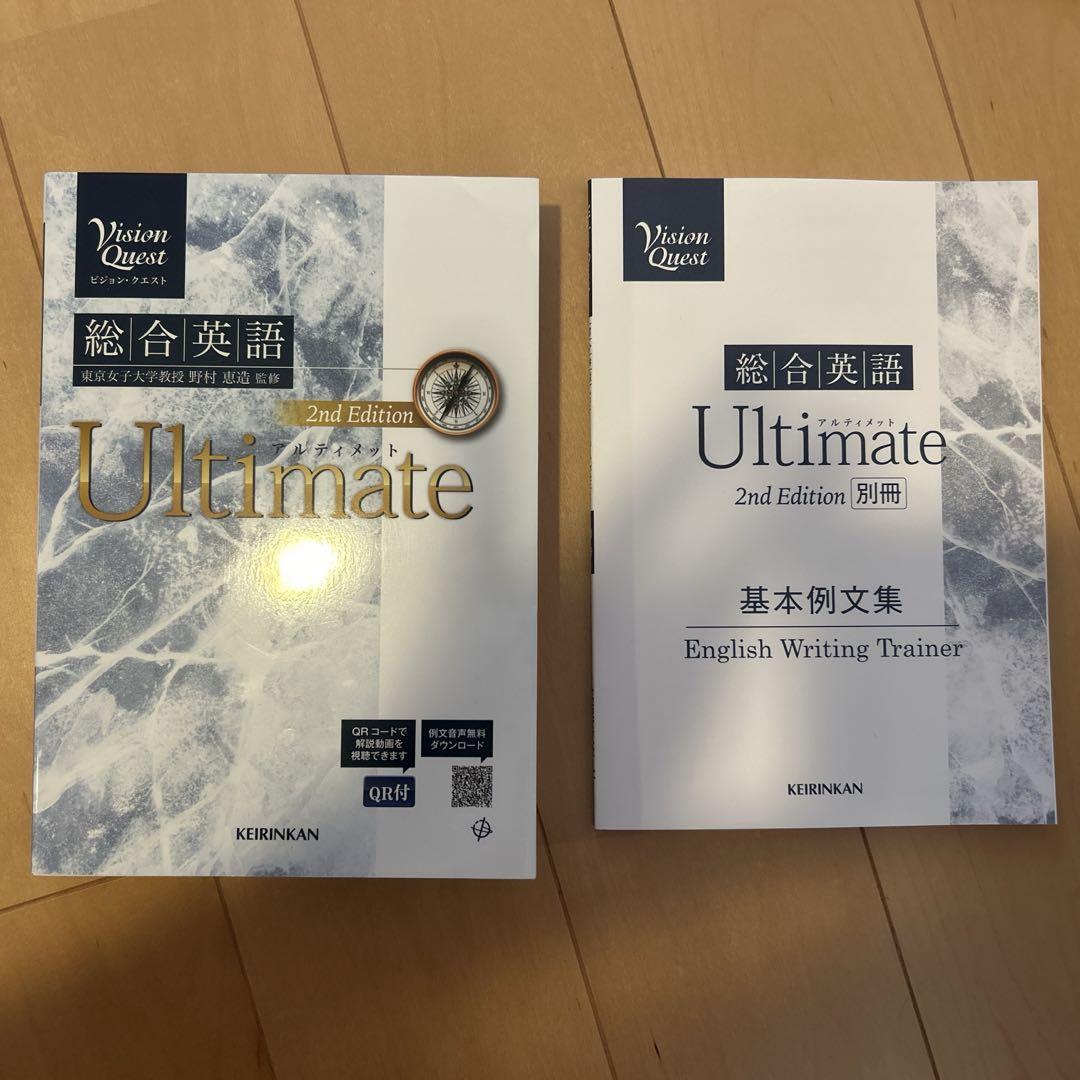 Vision
Quest
ビジョン・クエスト
総合英語
東京女子大学教授 野村 恵造 監修
2nd Edition
アルティメット
Ultimate
QRコードで
解説動画を
視聴できます
QR付
例文音声無料
ダウンロード
KEIRINKAN
Vision
Quest
総合英語
アルティメット
Ultimate
2nd Edition 別冊
基本例文集
English Writing Trainer
KEIRINKAN